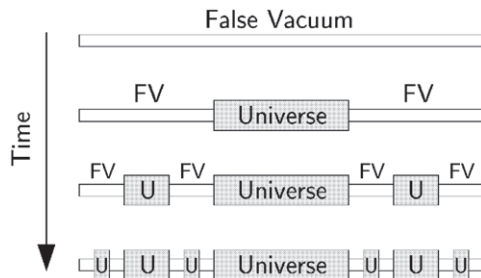 False Vacuum
FV FV
Universe
Time
FV FV FV FV
U Universe U
U U U Universe U U U